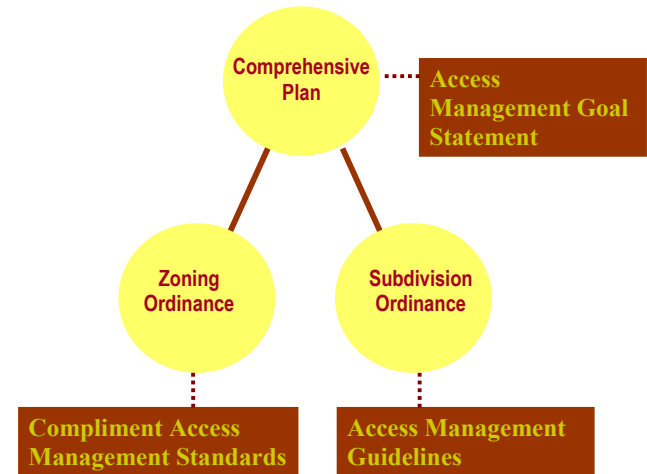 Comprehensive
Plan
Access
Management Goal
Statement
Zoning
Ordinance
Subdivision
Ordinance
Compliment Access
Management Standards
Access Management
Guidelines